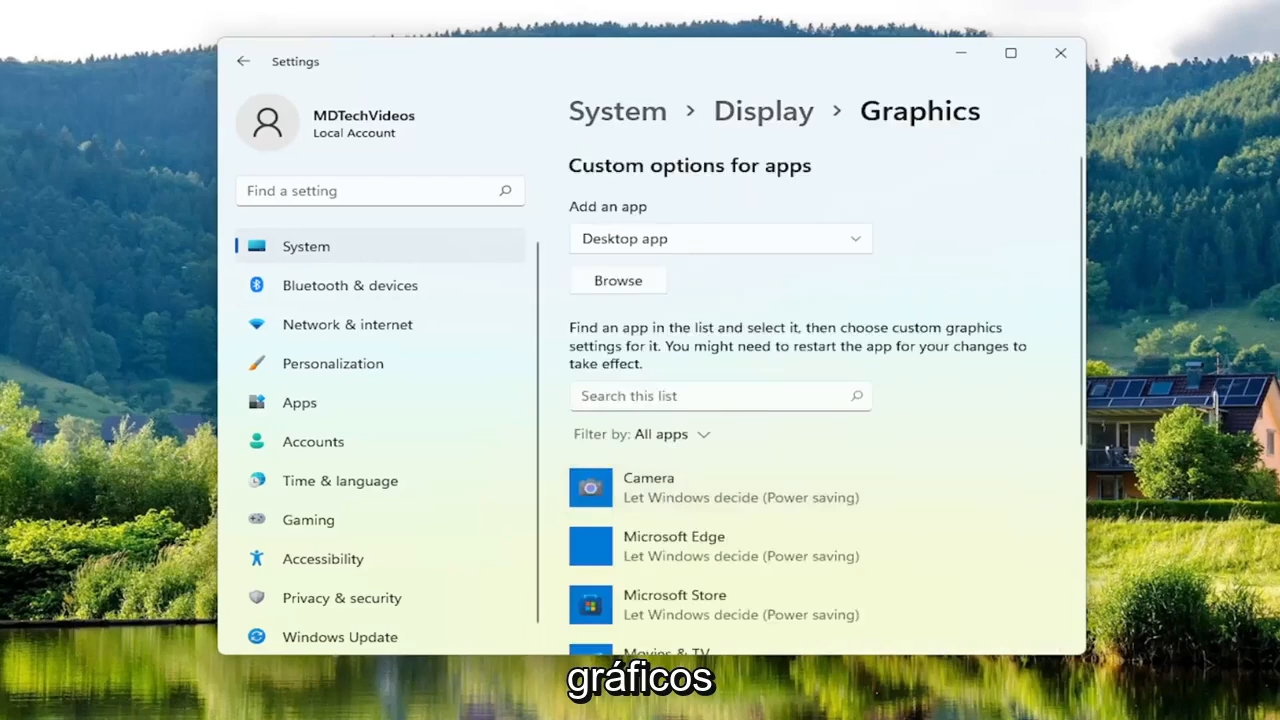 Settings
MDTechVideos
Local Account
Find a setting
System
Bluetooth & devices
Network & internet
Personalization
Apps
Accounts
Time & language
Gaming
Accessibility
Privacy & security
Windows Update
System > Display > Graphics
Custom options for apps
Add an app
Desktop app
Browse
Find an app in the list and select it, then choose custom graphics
settings for it. You might need to restart the app for your changes to
take effect.
Search this list
Filter by: All apps
Camera
Let Windows decide (Power saving)
Microsoft Edge
Let Windows decide (Power saving)
Microsoft Store
Let Windows decide (Power saving)
Movies & TV
gráficos